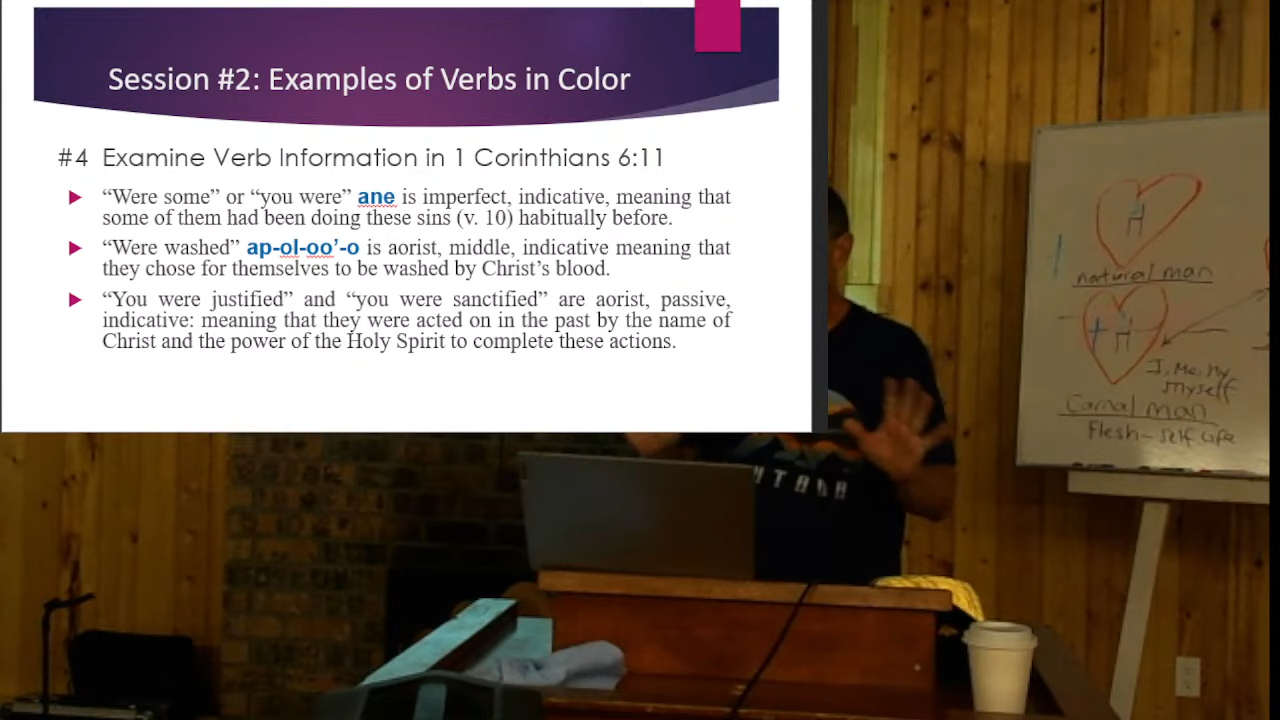 Session #2: Examples of Verbs in Color
#4 Examine Verb Information in 1 Corinthians 6:11
“Were some” or “you were” ane is imperfect, indicative, meaning that
some of them had been doing these sins (v. 10) habitually before.
“Were washed” ap-ol-oo’-o is aorist, middle, indicative meaning that
they chose for themselves to be washed by Christ’s blood.
“You were justified” and “you were sanctified” are aorist, passive,
indicative: meaning that they were acted on in the past by the name of
Christ and the power of the Holy Spirit to complete these actions.
H
natural man
H
I, Me, My
Myself
Carnal man
Flesh - Self Life